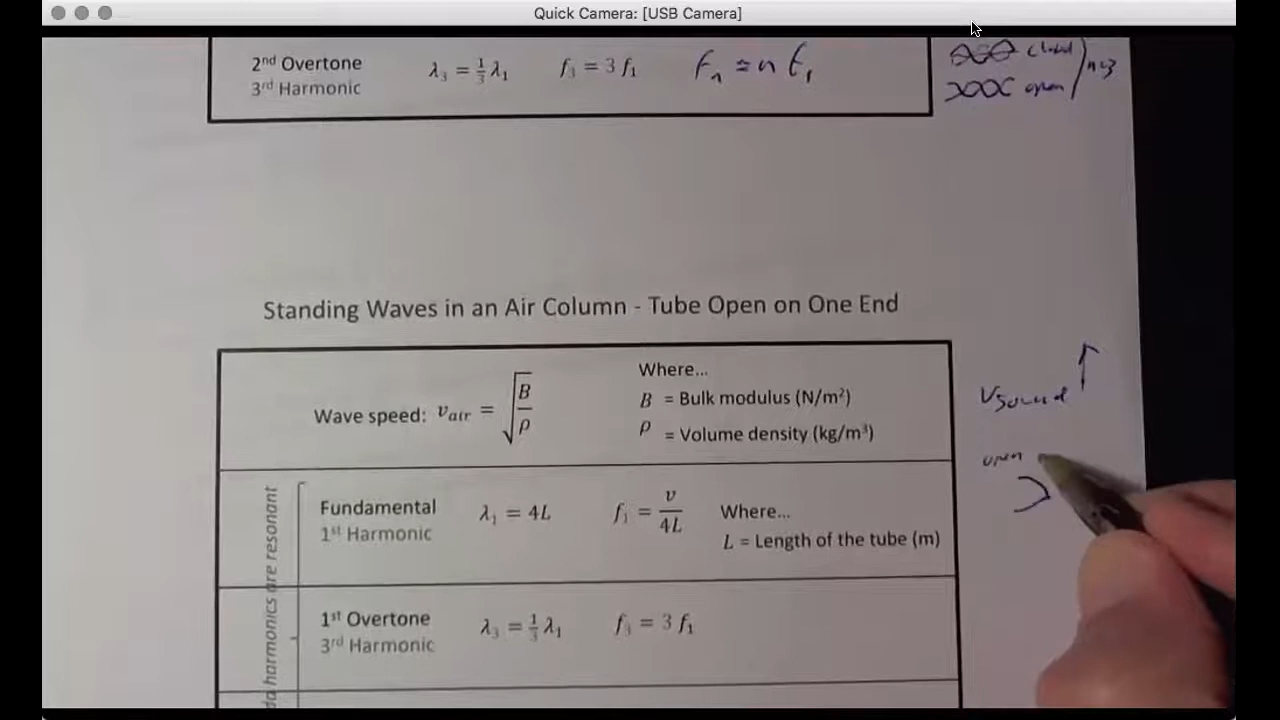 Quick Camera: [USB Camera]
2nd Overtone
3rd Harmonic
λ₃ = ⅓ λ₁
f₃ = 3 f₁
fₙ = n f₁
closed
open
n=3
Standing Waves in an Air Column - Tube Open on One End
Wave speed: v_air = √(B/ρ)
Where...
B = Bulk modulus (N/m²)
ρ = Volume density (kg/m³)
Vsound ↑
open
Fundamental
1st Harmonic
λ₁ = 4L
f₁ = v/4L
Where...
L = Length of the tube (m)
harmonics are resonant
1st Overtone
3rd Harmonic
λ₃ = ⅓ λ₁
f₃ = 3 f₁